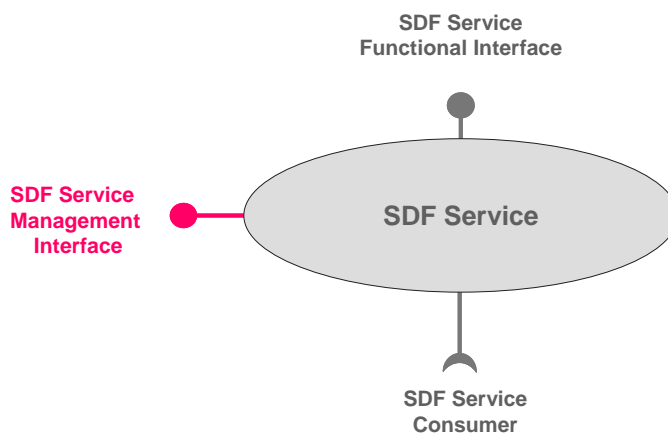 SDF Service
Functional Interface
SDF Service
Management
Interface
SDF Service
SDF Service
Consumer